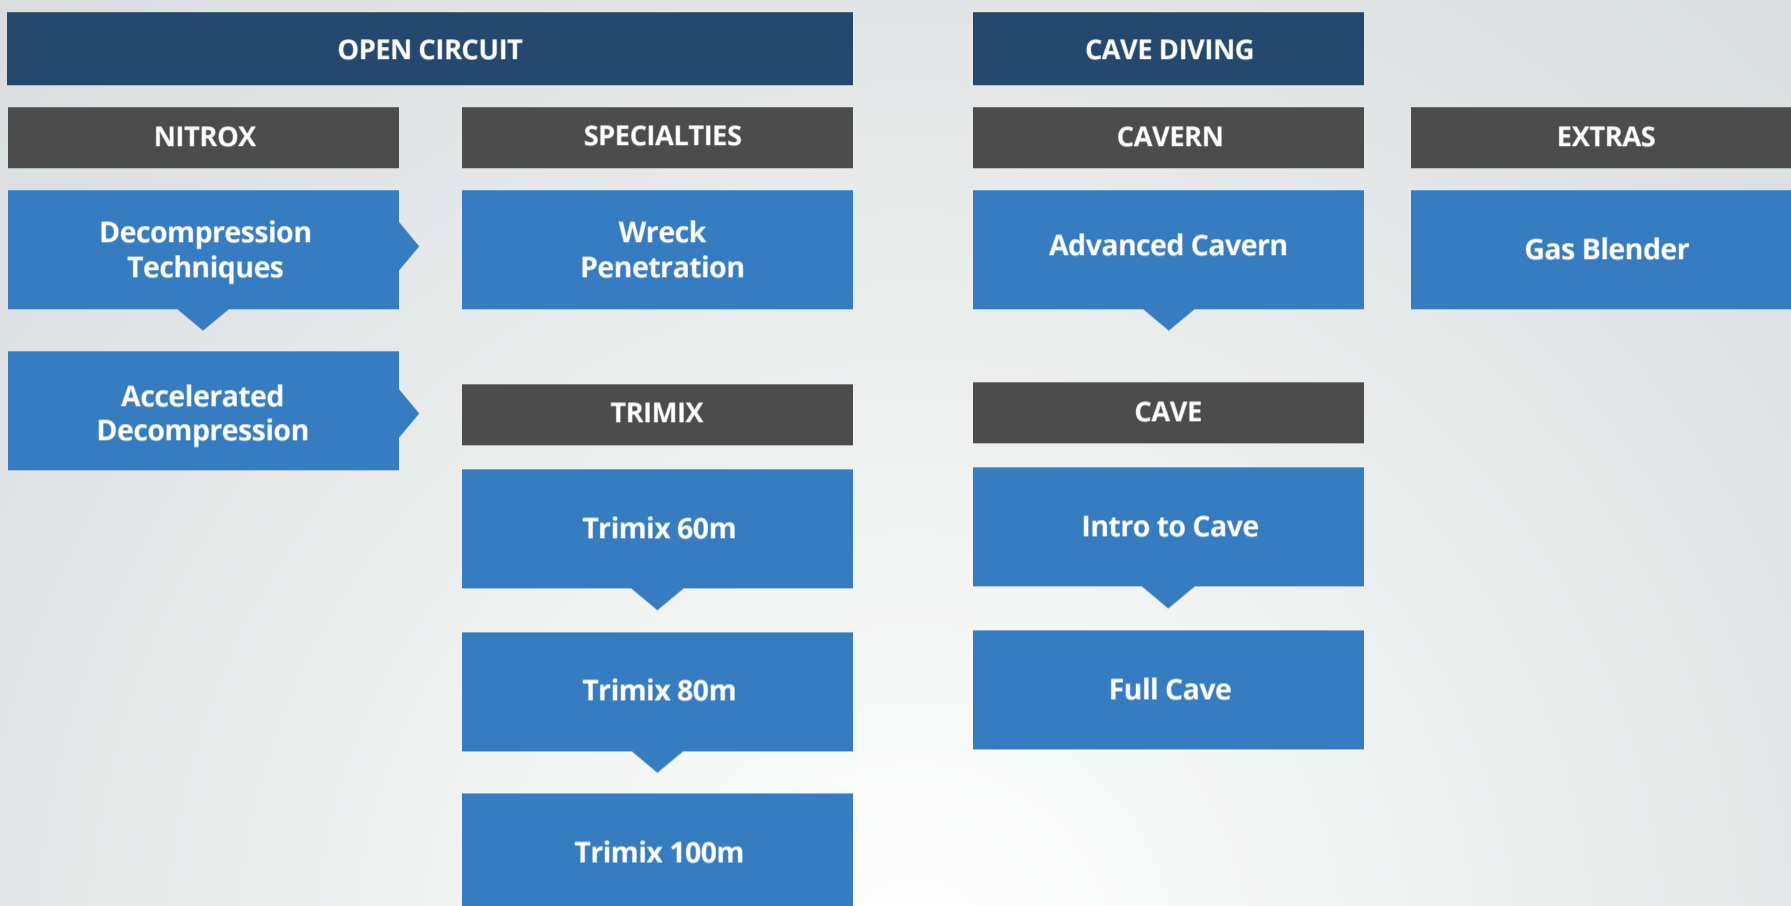 OPEN CIRCUIT
CAVE DIVING
NITROX
SPECIALTIES
CAVERN
EXTRAS
Decompression
Techniques
Wreck
Penetration
Advanced Cavern
Gas Blender
Accelerated
Decompression
TRIMIX
CAVE
Trimix 60m
Intro to Cave
Trimix 80m
Full Cave
Trimix 100m